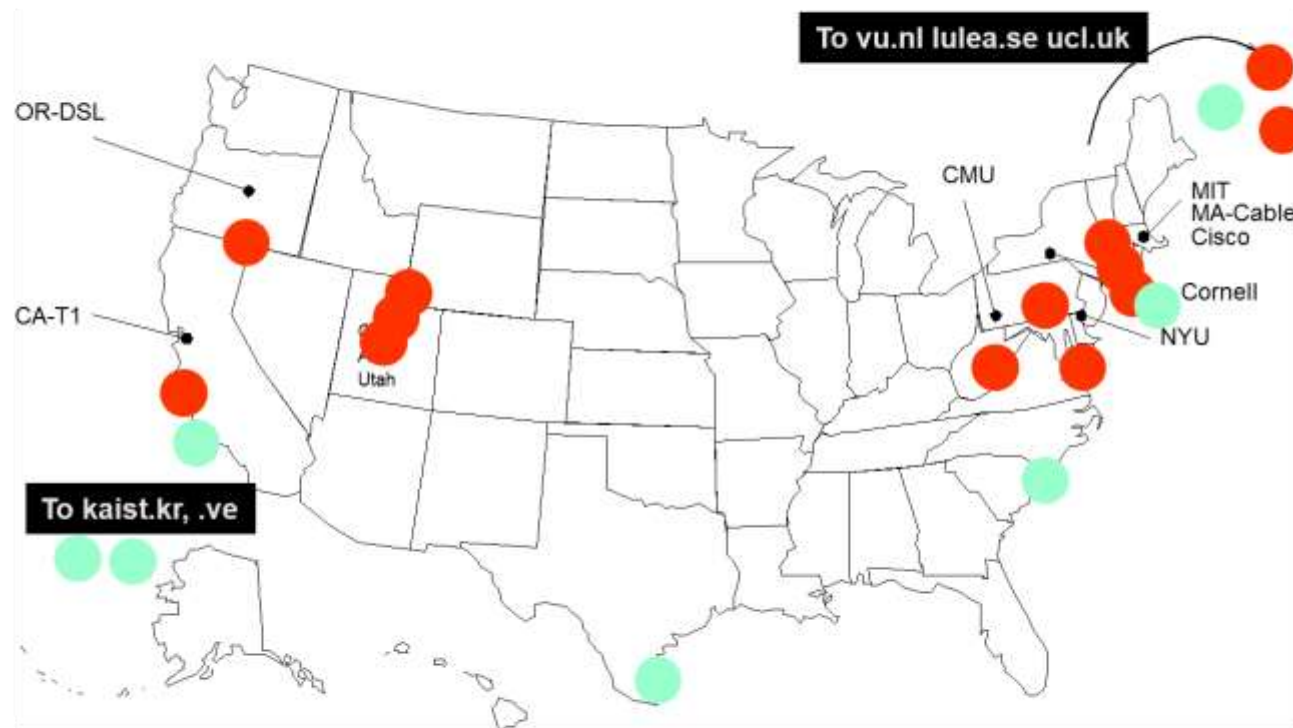 To vu.nl lulea.se ucl.uk
OR-DSL
CMU
MIT
MA-Cable
Cisco
Cornell
CA-T1
NYU
Utah
To kaist.kr, .ve